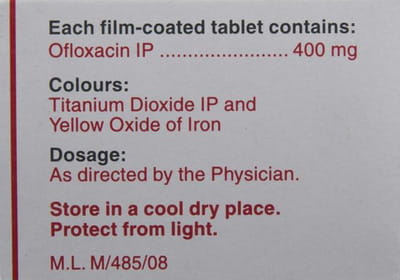 Each film-coated tablet contains:
Ofloxacin IP ....................... 400 mg
Colours:
Titanium Dioxide IP and
Yellow Oxide of Iron
Dosage:
As directed by the Physician.
Store in a cool dry place.
Protect from light.
M.L. M/485/08